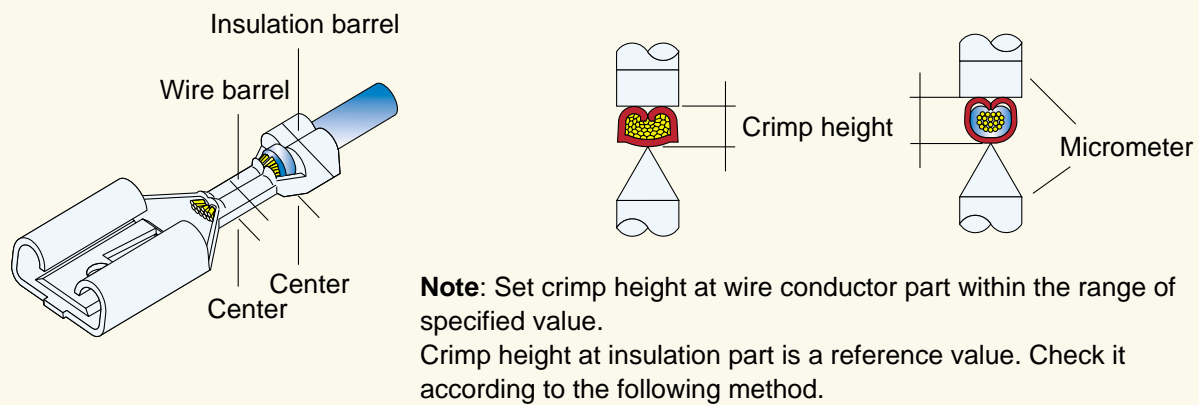 Insulation barrel
Wire barrel
Crimp height
Micrometer
Center
Center
Note: Set crimp height at wire conductor part within the range of
specified value.
Crimp height at insulation part is a reference value. Check it
according to the following method.